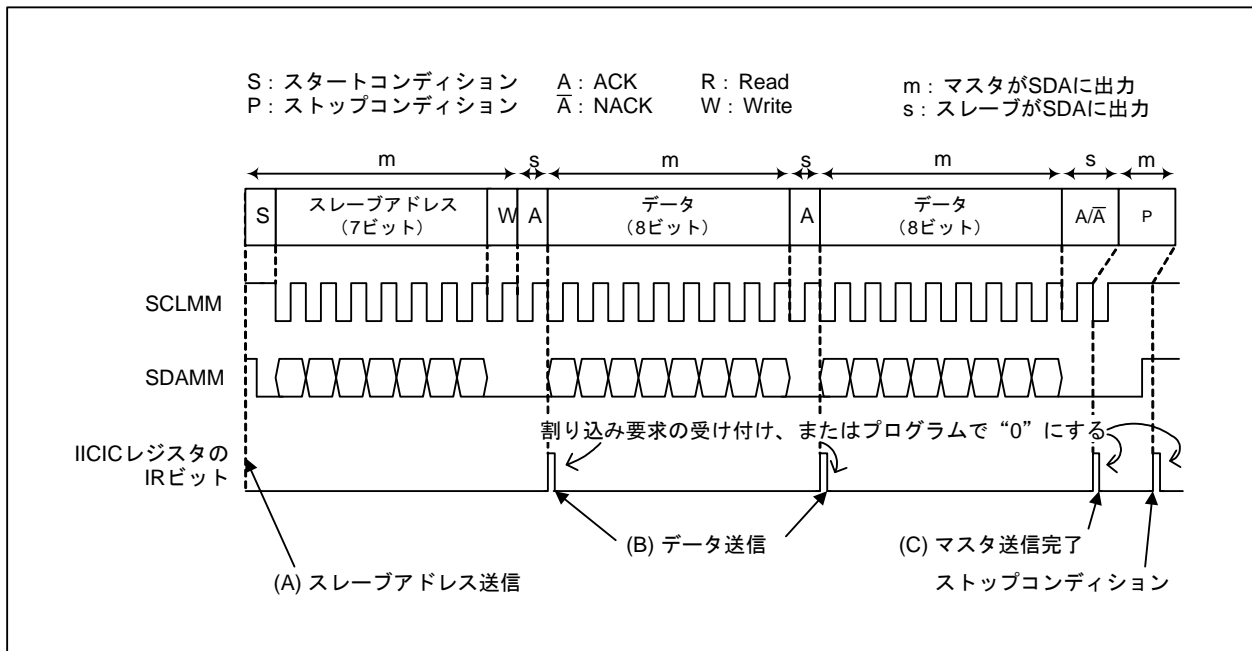 S : スタートコンディション A : ACK R : Read m : マスタがSDAに出力
P : ストップコンディション A̅ : NACK W : Write s : スレーブがSDAに出力
m s m s m s m
S スレーブアドレス (7ビット) W A データ (8ビット) A データ (8ビット) A/A̅ P
SCLMM
SDAMM
割り込み要求の受け付け、またはプログラムで“0”にする
IICICレジスタの
IRビット
(B) データ送信 (C) マスタ送信完了
(A) スレーブアドレス送信 ストップコンディション